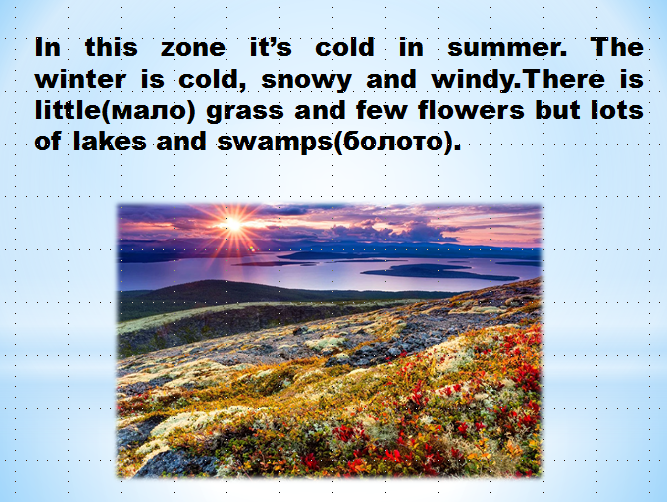 In this zone it's cold in summer. The
winter is cold, snowy and windy.There is
little(мало) grass and few flowers but lots
of lakes and swamps(болото).